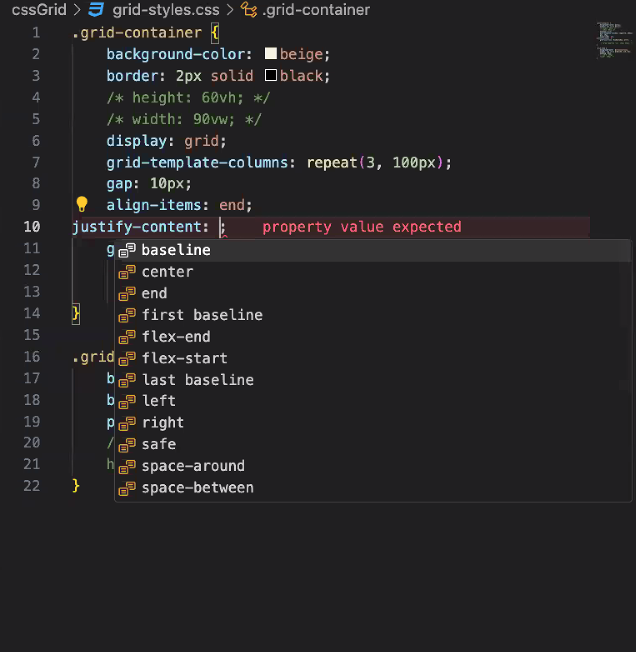 cssGrid > grid-styles.css > .grid-container
1 .grid-container {
2 background-color: beige;
3 border: 2px solid black;
4 /* height: 60vh; */
5 /* width: 90vw; */
6 display: grid;
7 grid-template-columns: repeat(3, 100px);
8 gap: 10px;
9 align-items: end;
10 justify-content: ; property value expected
11 g baseline
12 center
13 end
first baseline
14 }
flex-end
15
16 .grid flex-start
17 b last baseline
18 b left
19 p right
20 / safe
21 h space-around
22 } space-between